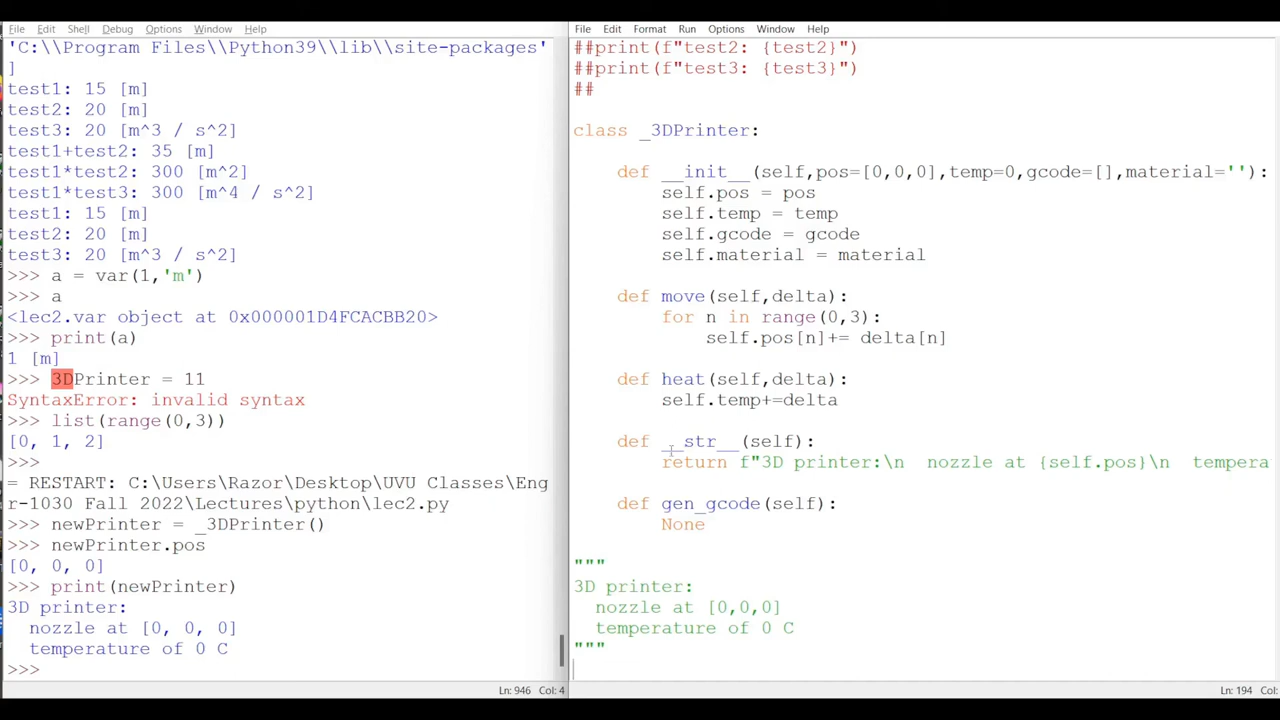 File Edit Shell Debug Options Window Help
'C:\\Program Files\\Python39\\lib\\site-packages'
]
test1: 15 [m]
test2: 20 [m]
test3: 20 [m^3 / s^2]
test1+test2: 35 [m]
test1*test2: 300 [m^2]
test1*test3: 300 [m^4 / s^2]
test1: 15 [m]
test2: 20 [m]
test3: 20 [m^3 / s^2]
>>> a = var(1,'m')
>>> a
<lec2.var object at 0x000001D4FCACBB20>
>>> print(a)
1 [m]
>>> 3DPrinter = 11
SyntaxError: invalid syntax
>>> list(range(0,3))
[0, 1, 2]
>>>
= RESTART: C:\Users\Razor\Desktop\UVU Classes\Eng
r-1030 Fall 2022\Lectures\python\lec2.py
>>> newPrinter = _3DPrinter()
>>> newPrinter.pos
[0, 0, 0]
>>> print(newPrinter)
3D printer:
  nozzle at [0, 0, 0]
  temperature of 0 C
>>>
Ln: 946 Col: 4
File Edit Format Run Options Window Help
##print(f"test2: {test2}")
##print(f"test3: {test3}")
##
class _3DPrinter:
    def __init__(self,pos=[0,0,0],temp=0,gcode=[],material=''):
        self.pos = pos
        self.temp = temp
        self.gcode = gcode
        self.material = material
    def move(self,delta):
        for n in range(0,3):
            self.pos[n]+= delta[n]
    def heat(self,delta):
        self.temp+=delta
    def __str__(self):
        return f"3D printer:\n  nozzle at {self.pos}\n  tempera
    def gen_gcode(self):
        None
"""
3D printer:
  nozzle at [0,0,0]
  temperature of 0 C
"""
Ln: 194 Col: